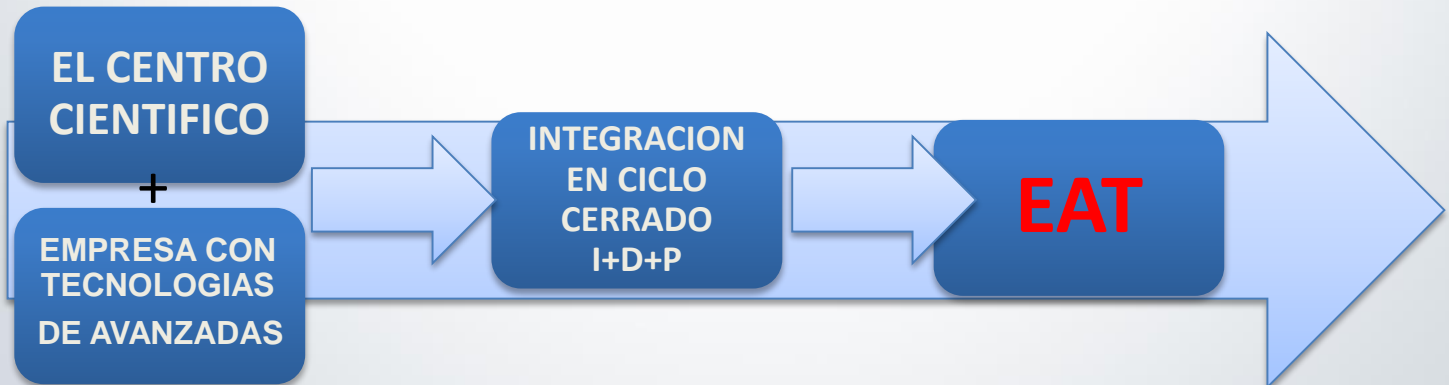 EL CENTRO
CIENTIFICO
+
EMPRESA CON
TECNOLOGIAS
DE AVANZADAS
INTEGRACION
EN CICLO
CERRADO
I+D+P
EAT